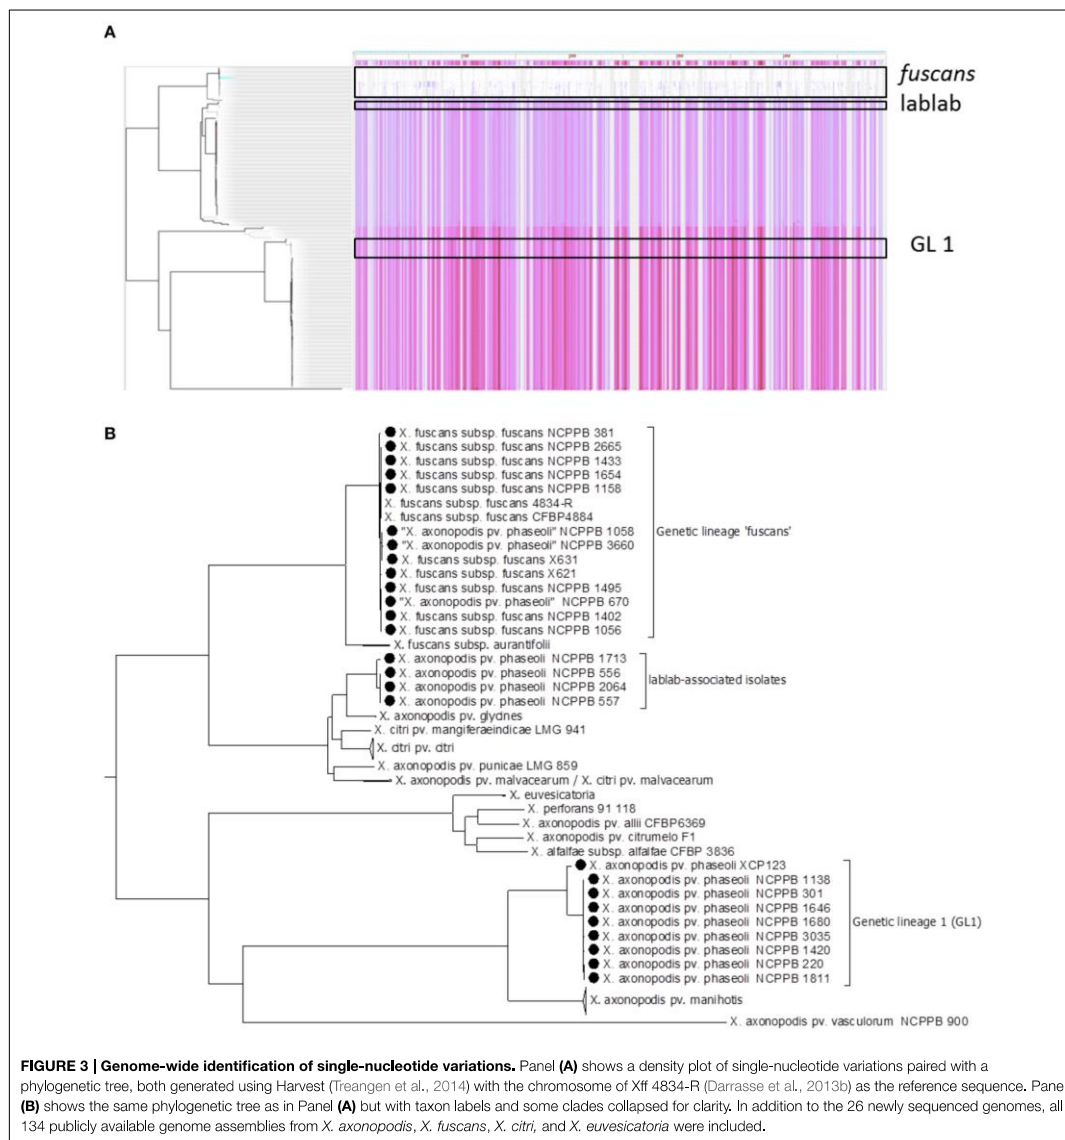 A
fuscans
lablab
GL 1
B
X. fuscans subsp. fuscans NCPPB 381
X. fuscans subsp. fuscans NCPPB 2665
X. fuscans subsp. fuscans NCPPB 1433
X. fuscans subsp. fuscans NCPPB 1654
X. fuscans subsp. fuscans NCPPB 1158
X. fuscans subsp. fuscans 4834-R
X. fuscans subsp. fuscans CFBP4884
"X. axonopodis pv. phaseoli" NCPPB 1058
Genetic lineage 'fuscans'
"X. axonopodis pv. phaseoli" NCPPB 3660
X. fuscans subsp. fuscans X631
X. fuscans subsp. fuscans X621
X. fuscans subsp. fuscans NCPPB 1495
"X. axonopodis pv. phaseoli" NCPPB 670
X. fuscans subsp. fuscans NCPPB 1402
X. fuscans subsp. fuscans NCPPB 1056
X. fuscans subsp. aurantifolii
X. axonopodis pv. phaseoli NCPPB 1713
X. axonopodis pv. phaseoli NCPPB 556
lablab-associated isolates
X. axonopodis pv. phaseoli NCPPB 2064
X. axonopodis pv. phaseoli NCPPB 557
X. axonopodis pv. glycines
X. citri pv. mangiferaeindicae LMG 941
X. citri pv. citri
X. axonopodis pv. punicae LMG 859
X. axonopodis pv. malvacearum / X. citri pv. malvacearum
X. euvesicatoria
X. perforans 91 118
X. axonopodis pv. allii CFBP6369
X. axonopodis pv. citrumelo F1
X. alfalfae subsp. alfalfae CFBP 3836
X. axonopodis pv. phaseoli XCP123
X. axonopodis pv. phaseoli NCPPB 1138
X. axonopodis pv. phaseoli NCPPB 301
X. axonopodis pv. phaseoli NCPPB 1646
X. axonopodis pv. phaseoli NCPPB 1680
Genetic lineage 1 (GL1)
X. axonopodis pv. phaseoli NCPPB 3035
X. axonopodis pv. phaseoli NCPPB 1420
X. axonopodis pv. phaseoli NCPPB 220
X. axonopodis pv. phaseoli NCPPB 1811
X. axonopodis pv. manihotis
X. axonopodis pv. vasculorum NCPPB 900
FIGURE 3 | Genome-wide identification of single-nucleotide variations. Panel (A) shows a density plot of single-nucleotide variations paired with a
phylogenetic tree, both generated using Harvest (Treangen et al., 2014) with the chromosome of Xff 4834-R (Darrasse et al., 2013b) as the reference sequence. Pane
(B) shows the same phylogenetic tree as in Panel (A) but with taxon labels and some clades collapsed for clarity. In addition to the 26 newly sequenced genomes, all
134 publicly available genome assemblies from X. axonopodis, X. fuscans, X. citri, and X. euvesicatoria were included.